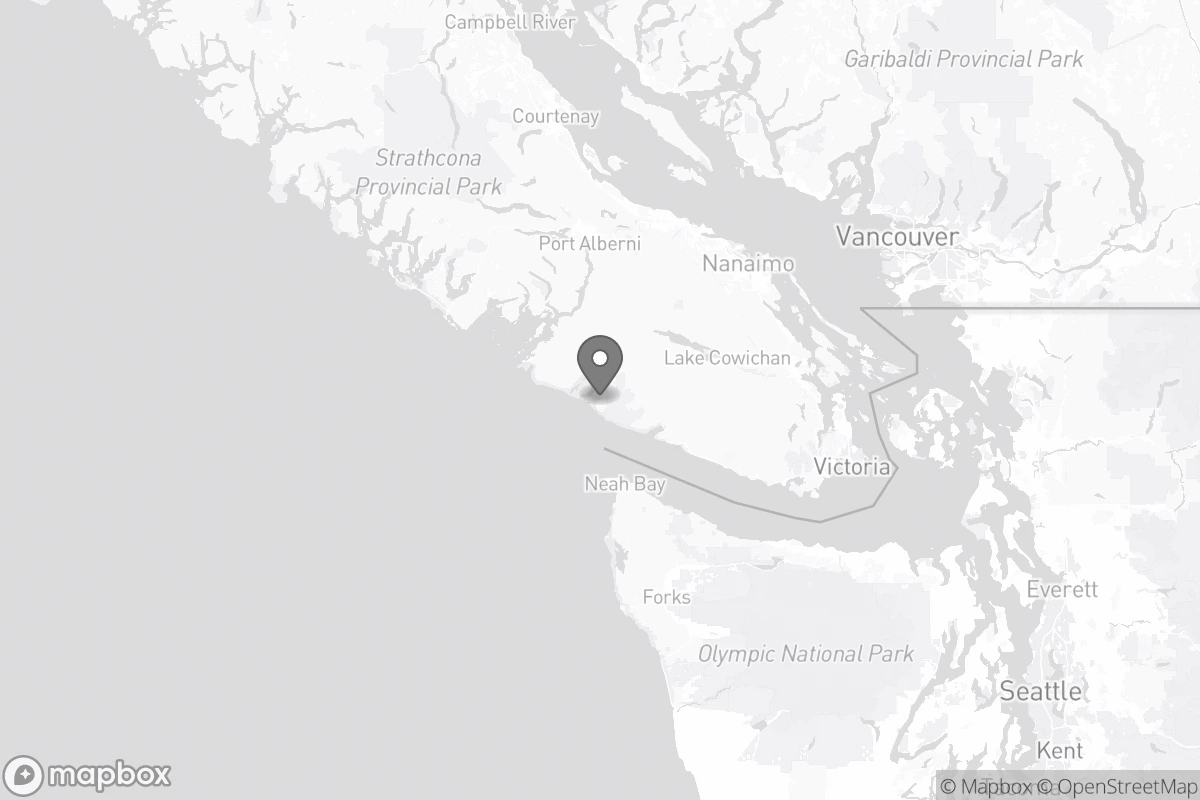 Campbell River
Garibaldi Provincial Park
Courtenay
Strathcona
Provincial Park
Vancouver
Port Alberni
Nanaimo
Lake Cowichan
Victoria
Neah Bay
Everett
Forks
Olympic National Park
Seattle
Kent
mapbox
© Mapbox © OpenStreetMap